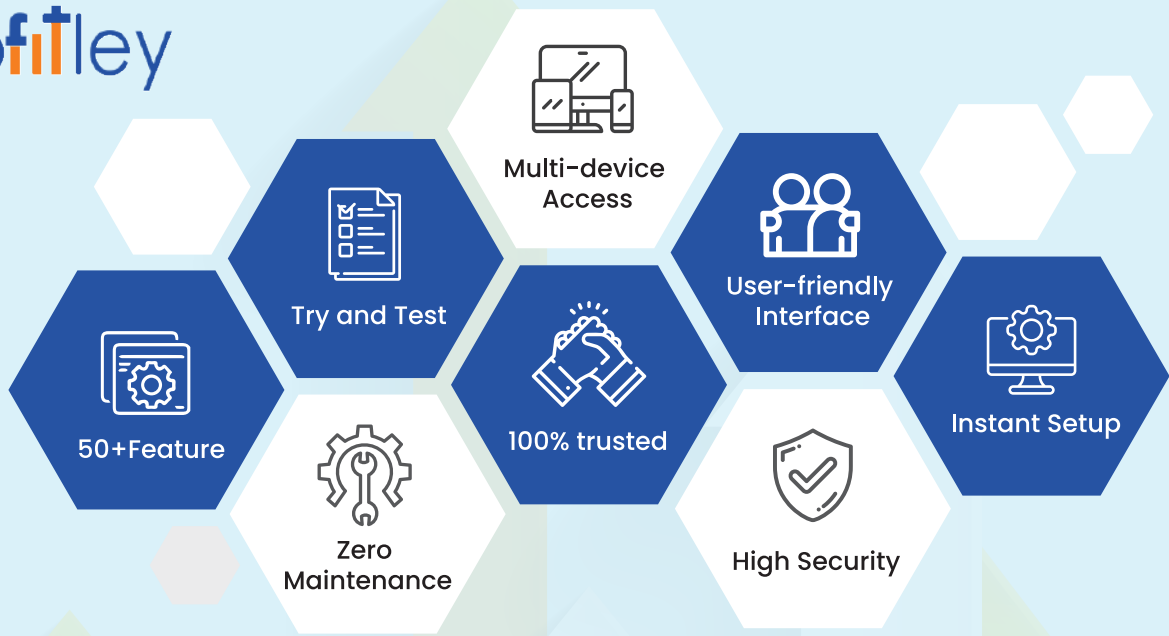 fitley
Multi-device
Access
User-friendly
Interface
Try and Test
Instant Setup
100% trusted
50+Feature
Zero
Maintenance
High Security